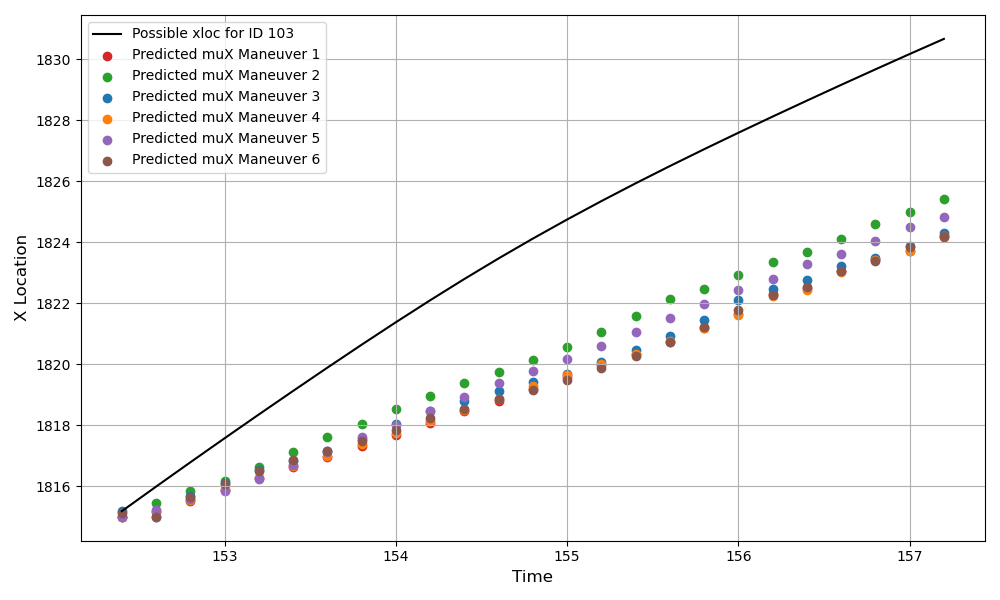 Possible xloc for ID 103
Predicted muX Maneuver 1
Predicted muX Maneuver 2
Predicted muX Maneuver 3
Predicted muX Maneuver 4
Predicted muX Maneuver 5
Predicted muX Maneuver 6
1830
1828
1826
1824
1822
1820
1818
1816
X Location
153 154 155 156 157
Time